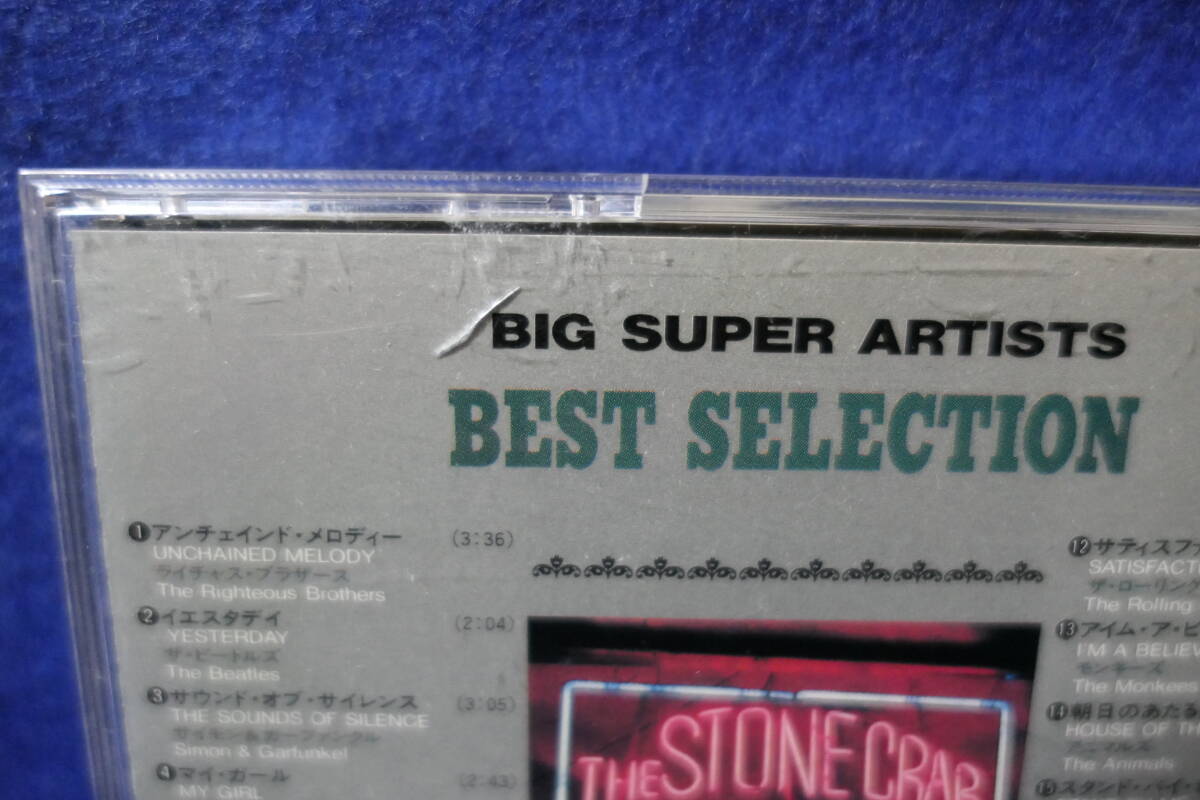 BIG SUPER ARTISTS
BEST SELECTION
❶アンチェインド・メロディー (3:36)
UNCHAINED MELODY
ライチャス・ブラザース
The Righteous Brothers
❷イエスタデイ (2:04)
YESTERDAY
ザ・ビートルズ
The Beatles
❸サウンド・オブ・サイレンス (3:05)
THE SOUNDS OF SILENCE
サイモン&ガーファンクル
Simon & Garfunkel
❹マイ・ガール (2:43)
MY GIRL
THE STONE CRAB
⓬サティスフ
SATISFACT
ザ・ローリン
The Rolling
⓭アイム・ア・ビ
I'M A BELIEV
モンキーズ
The Monkees
⓮朝日のあたる
HOUSE OF TH
アニマルズ
The Animals
⓯スタンド・バイ